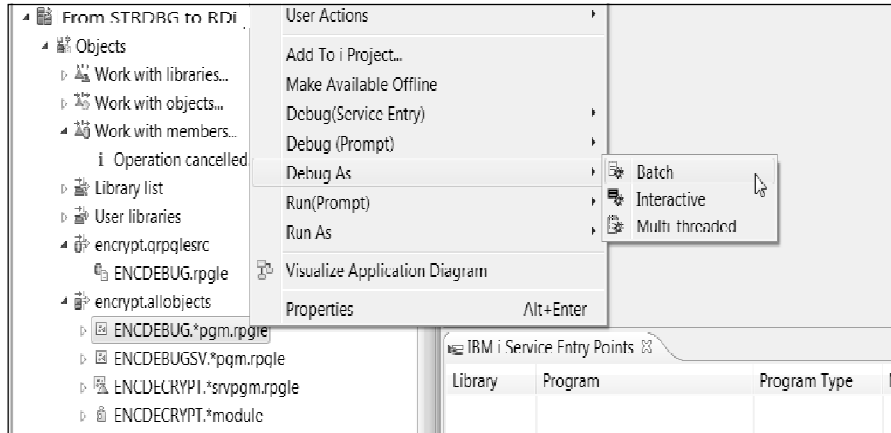 From STRDBG to RDi
Objects
Work with libraries...
Work with objects...
Work with members...
Operation cancelled
Library list
User libraries
encrypt.qrpglesrc
ENCDEBUG.rpgle
encrypt.allobjects
ENCDEBUG.*pgm.rpgle
ENCDEBUGSV.*pgm.rpgle
ENCDECRYPT.*srvpgm.rpgle
ENCDECRYPT.*module
User Actions
Add To i Project...
Make Available Offline
Debug(Service Entry)
Debug (Prompt)
Debug As
Run(Prompt)
Run As
Visualize Application Diagram
Properties Alt+Enter
Batch
Interactive
Multi-threaded
IBM i Service Entry Points
Library Program Program Type